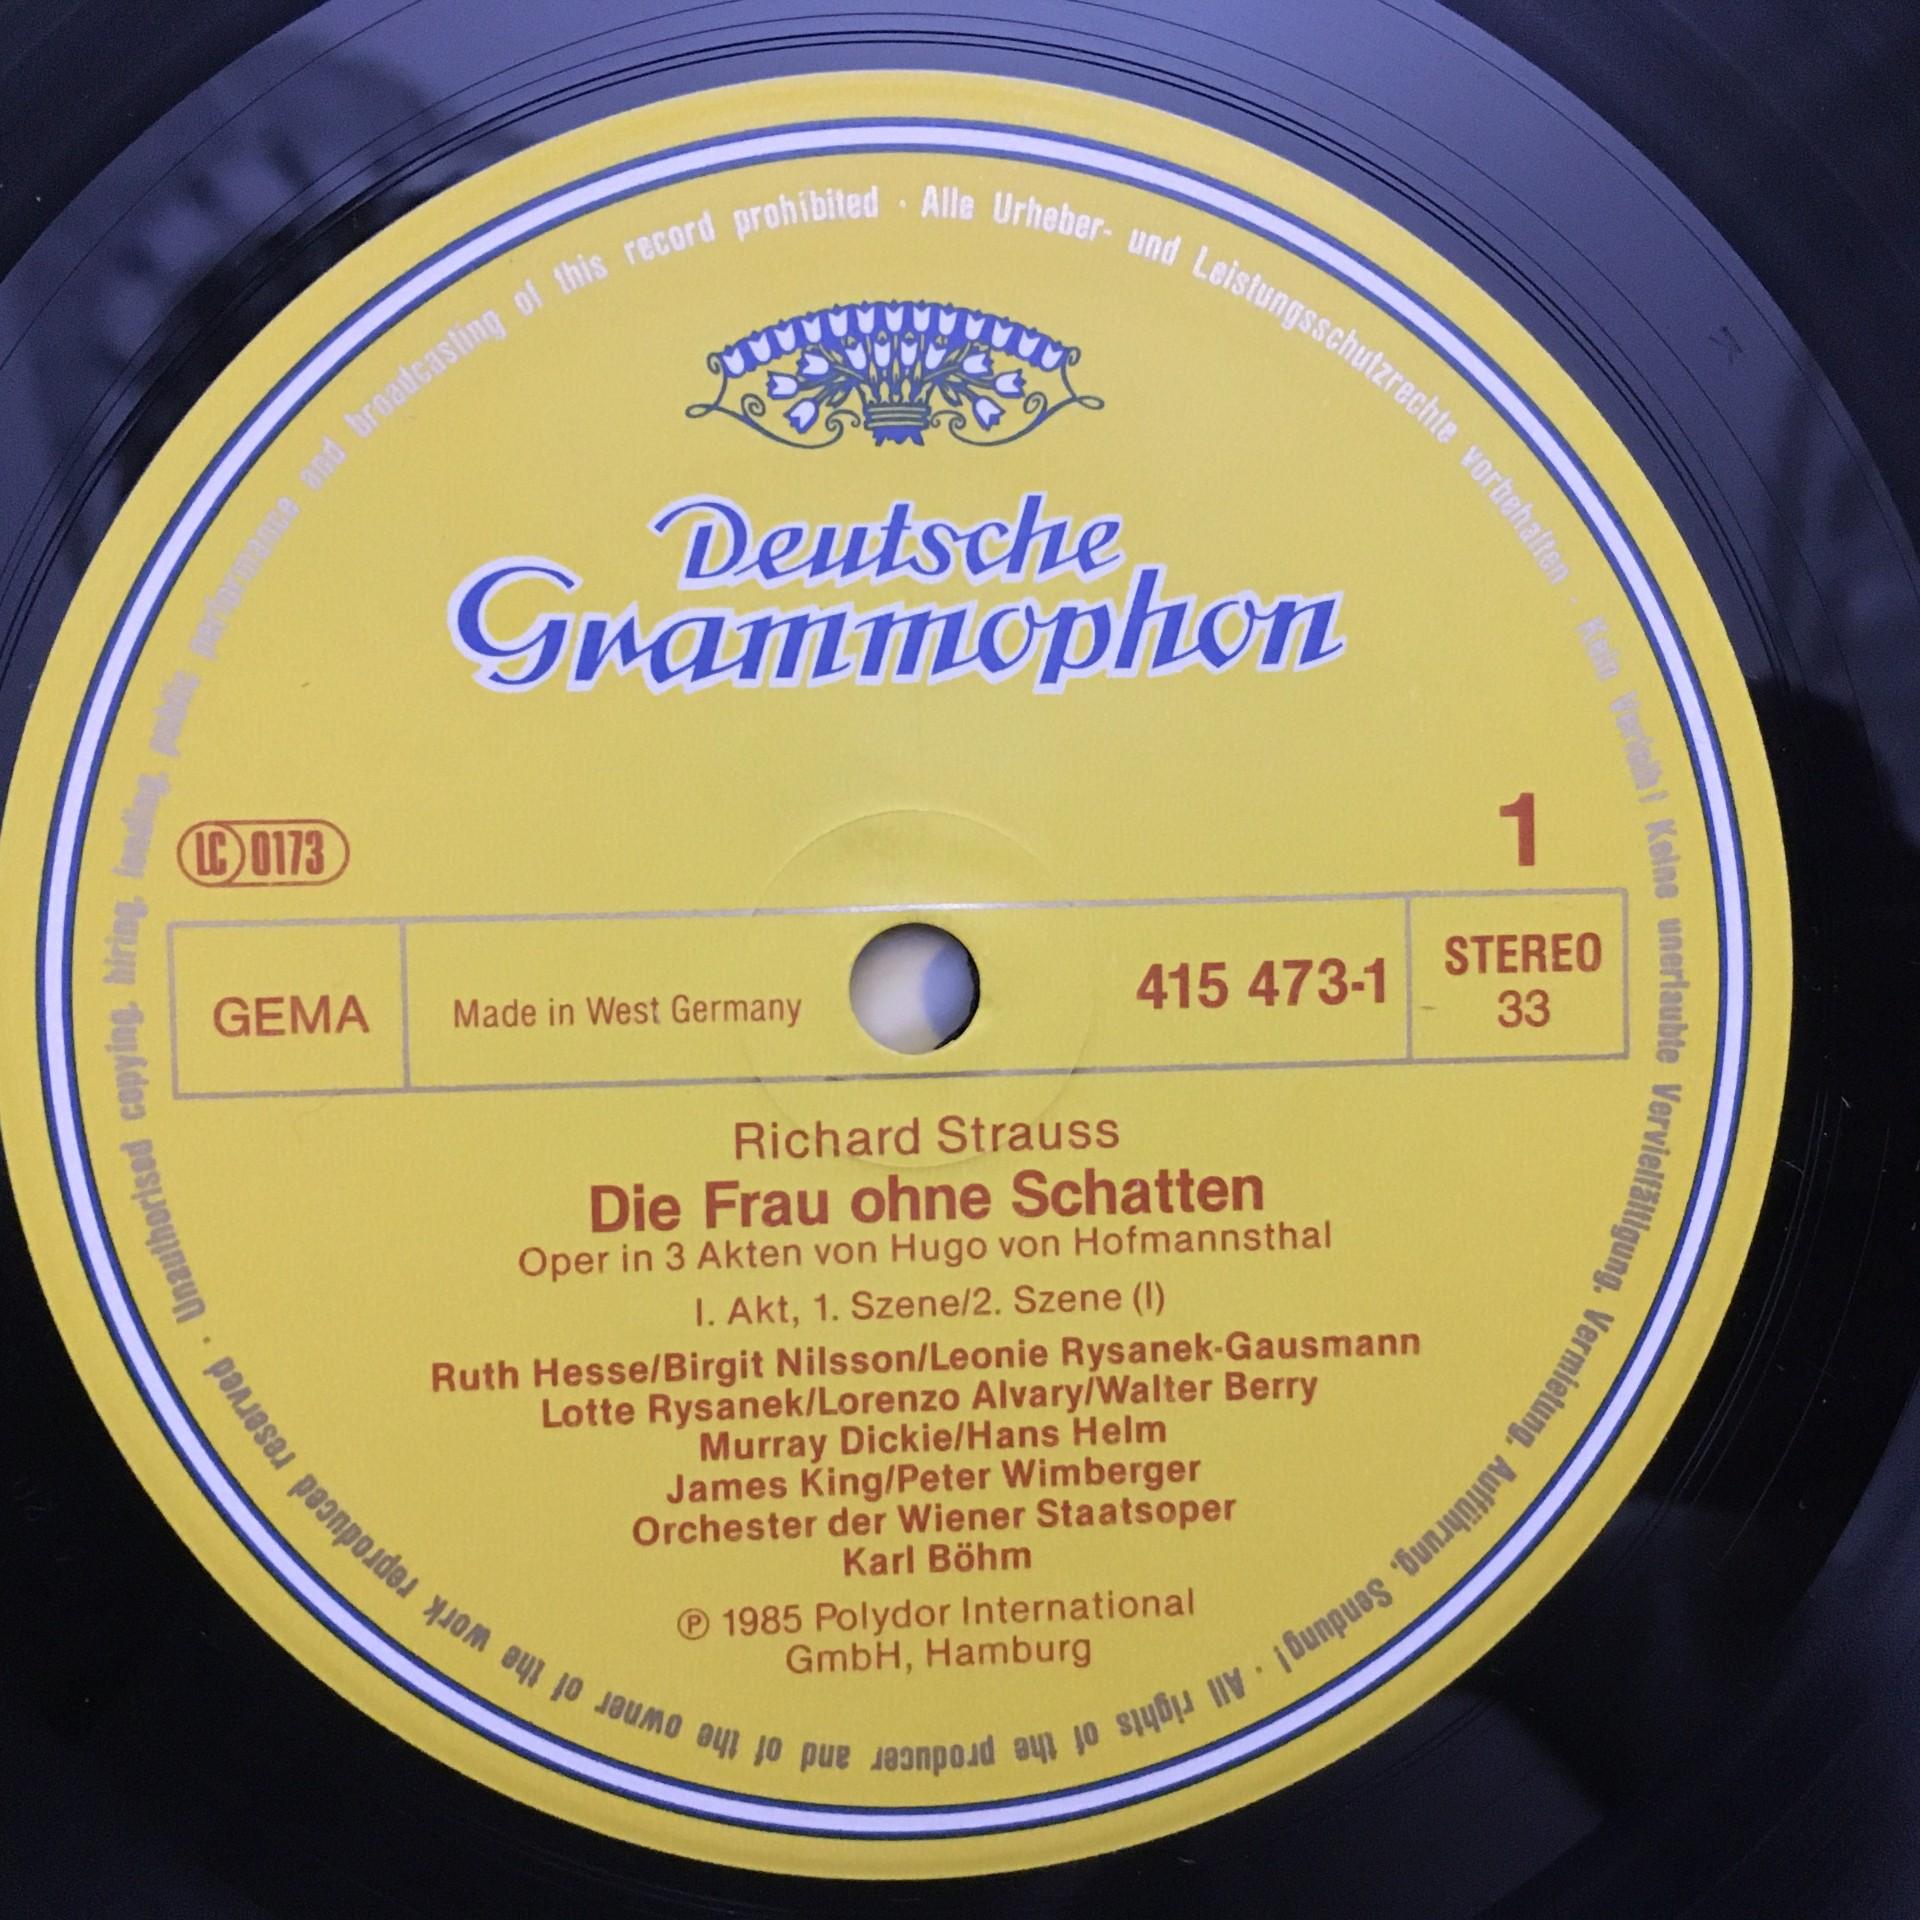 Deutsche
Grammophon
LC 0173
1
GEMA
Made in West Germany
415 473-1
STEREO
33
Richard Strauss
Die Frau ohne Schatten
Oper in 3 Akten von Hugo von Hofmannsthal
I. Akt, 1. Szene/2. Szene (I)
Ruth Hesse/Birgit Nilsson/Leonie Rysanek-Gausmann
Lotte Rysanek/Lorenzo Alvary/Walter Berry
Murray Dickie/Hans Helm
James King/Peter Wimberger
Orchester der Wiener Staatsoper
Karl Böhm
℗ 1985 Polydor International
GmbH, Hamburg
Alle Urheber- und Leistungsschutzrechte vorbehalten · Kein Verleih! Keine unerlaubte Vervielfältigung, Vermietung, Aufführung, Sendung! · All rights of the producer and of the owner of the work reproduced reserved · Unauthorised copying, hiring, lending, public performance and broadcasting of this record prohibited ·